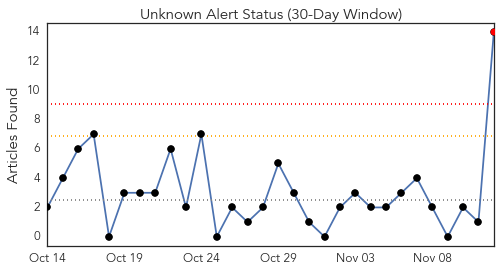 Unknown Alert Status (30-Day Window)
Articles Found
14
12
10
8
6
4
2
0
Oct 14 Oct 19 Oct 24 Oct 29 Nov 03 Nov 08